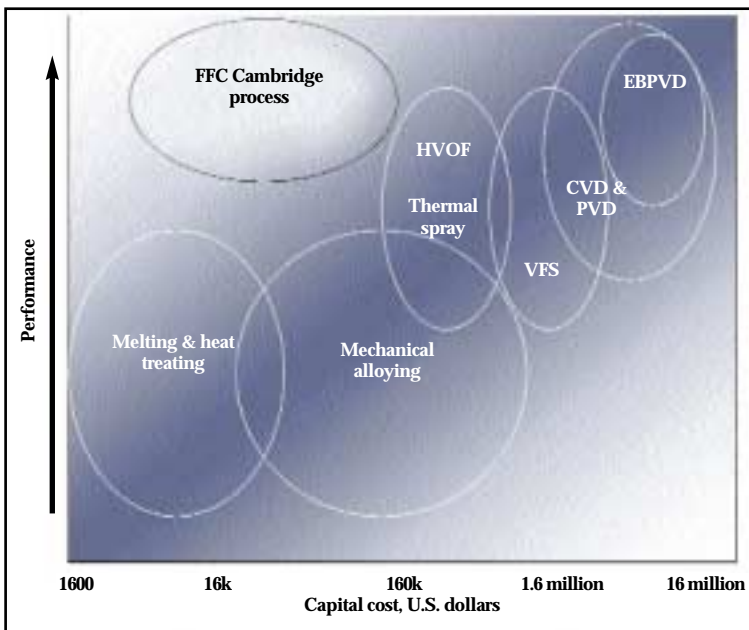 FFC Cambridge
process
EBPVD
HVOF
CVD &
PVD
Thermal
spray
VFS
Melting & heat
treating
Mechanical
alloying
Performance
1600 16k 160k 1.6 million 16 million
Capital cost, U.S. dollars